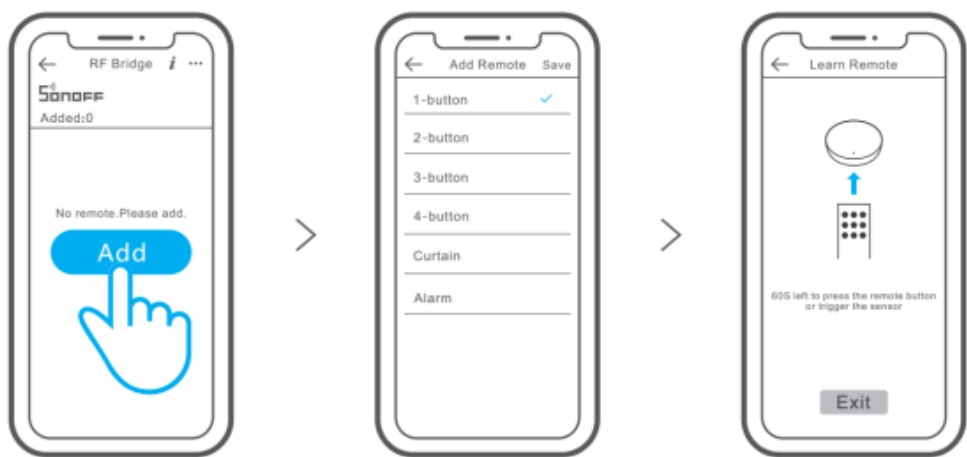 RF Bridge i ...
SONOFF
Added:0
No remote.Please add.
Add
Add Remote Save
1-button
2-button
3-button
4-button
Curtain
Alarm
Learn Remote
60S left to press the remote button
or trigger the sensor
Exit